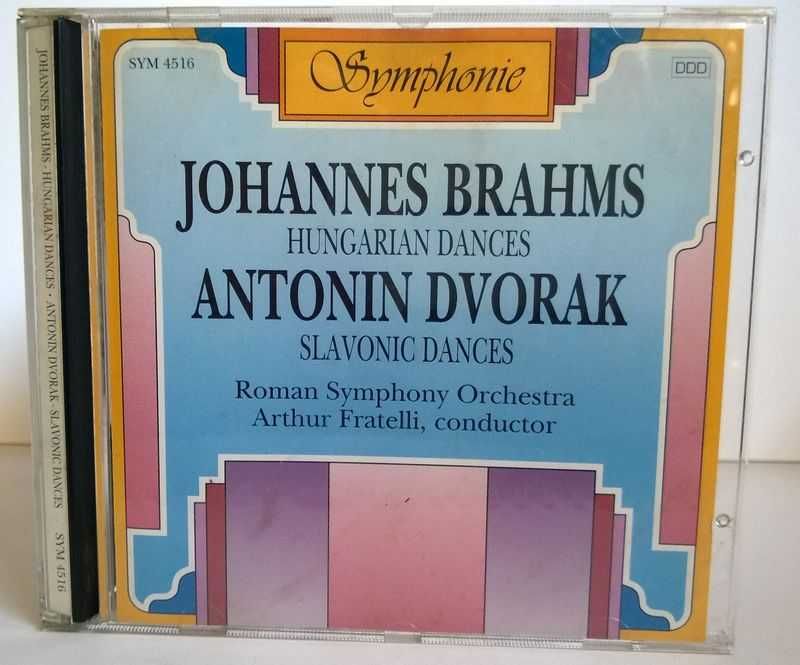 JOHANNES BRAHMS · HUNGARIAN DANCES · ANTONIN DVORAK · SLAVONIC DANCES SYM 4516
SYM 4516
Symphonie
DDD
JOHANNES BRAHMS
HUNGARIAN DANCES
ANTONIN DVORAK
SLAVONIC DANCES
Roman Symphony Orchestra
Arthur Fratelli, conductor